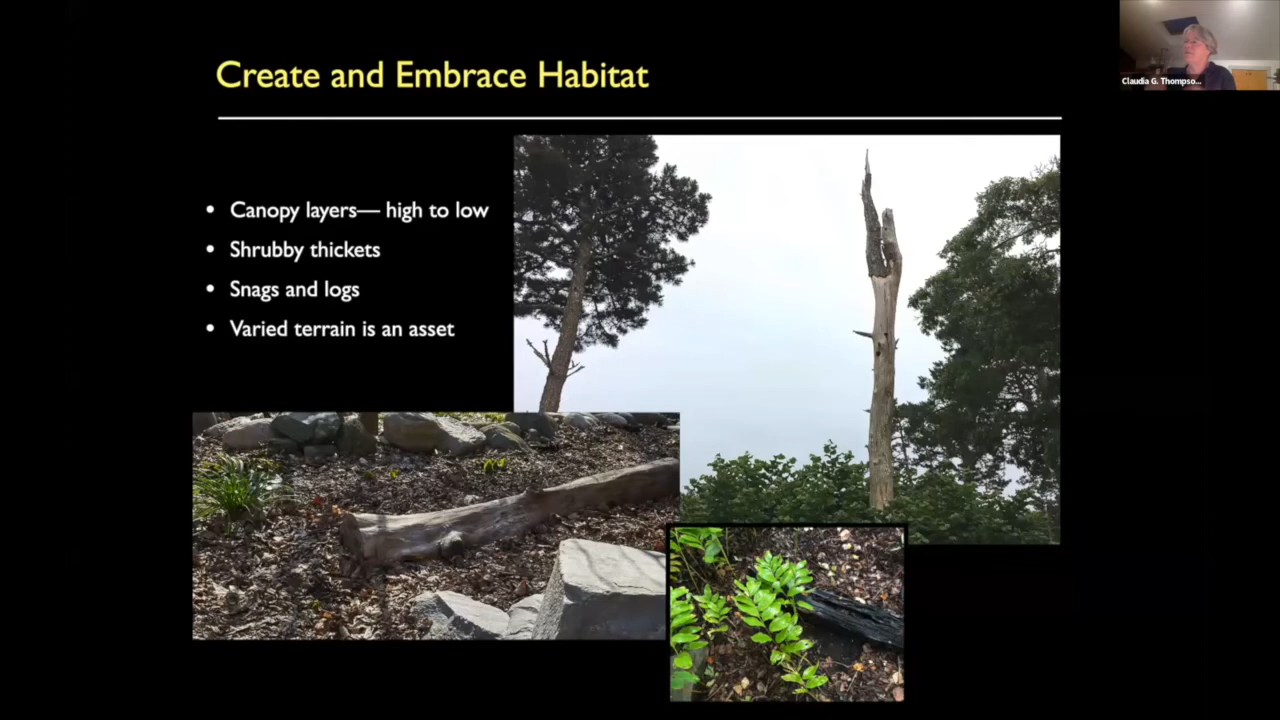 Create and Embrace Habitat
Claudia G. Thompso...
• Canopy layers— high to low
• Shrubby thickets
• Snags and logs
• Varied terrain is an asset